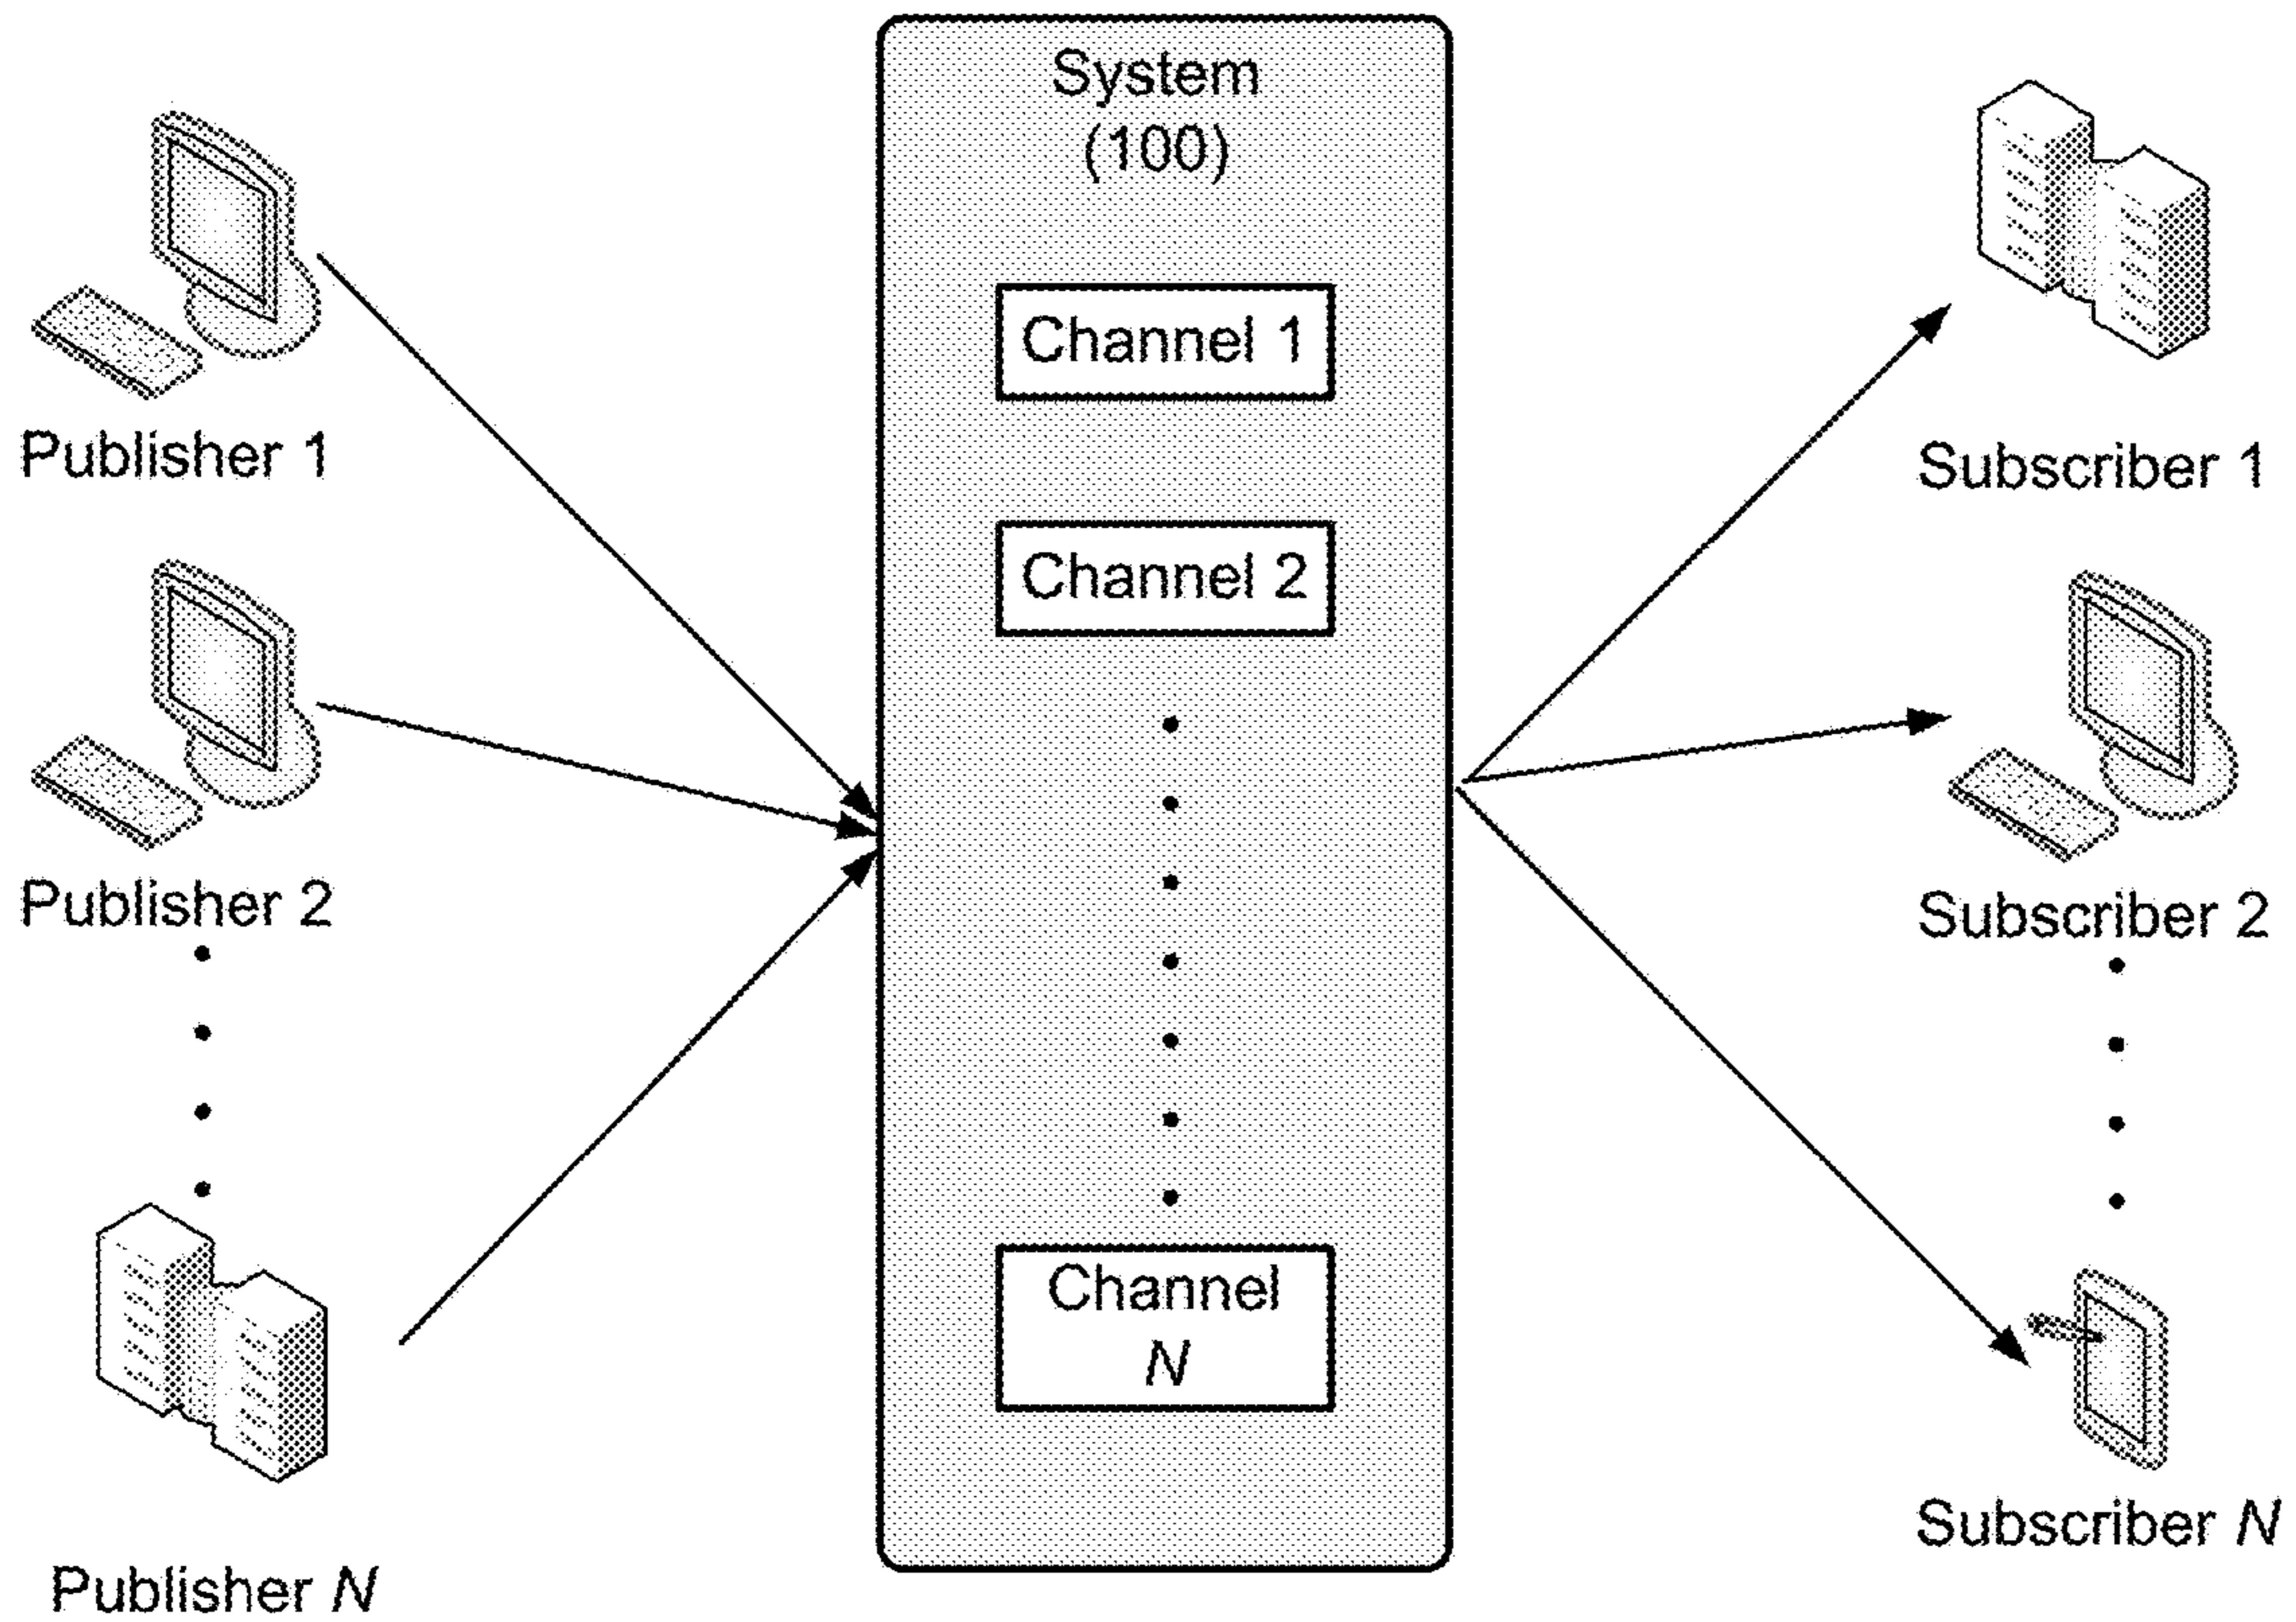 System
(100)
Channel 1
Channel 2
Channel
N
Publisher 1
Publisher 2
Publisher N
Subscriber 1
Subscriber 2
Subscriber N